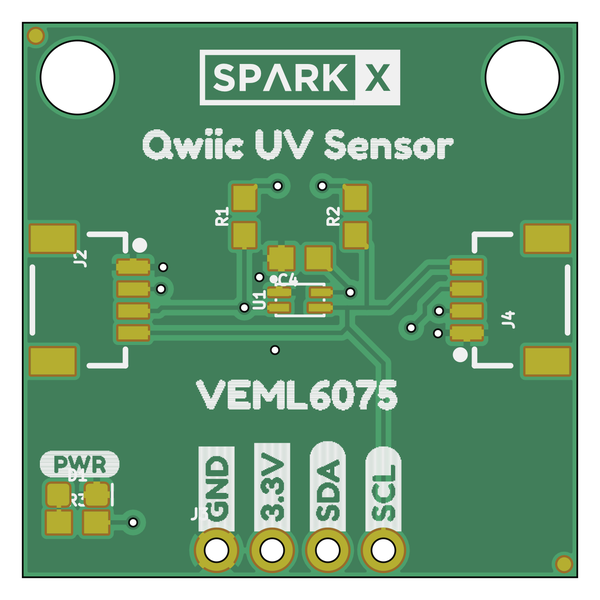 SPARK X
Qwiic UV Sensor
R1
R2
J2
C4
U1
J4
VEML6075
PWR
D1
R3
GND
3.3V
SDA
SCL